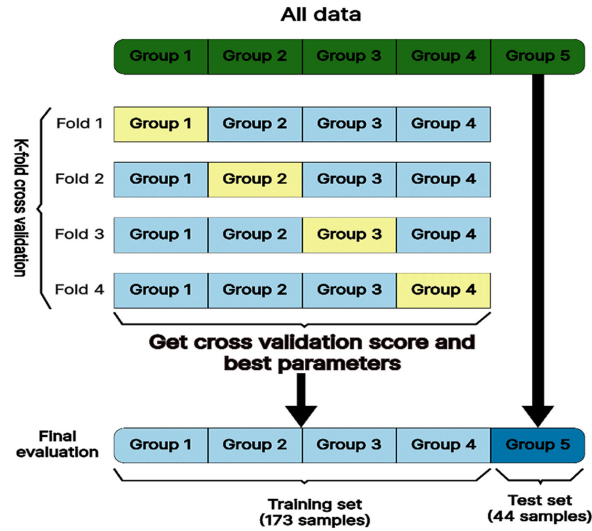 All data
Group 1 Group 2 Group 3 Group 4 Group 5
K-fold cross validation
Fold 1 Group 1 Group 2 Group 3 Group 4
Fold 2 Group 1 Group 2 Group 3 Group 4
Fold 3 Group 1 Group 2 Group 3 Group 4
Fold 4 Group 1 Group 2 Group 3 Group 4
Get cross validation score and
best parameters
Final
evaluation
Group 1 Group 2 Group 3 Group 4 Group 5
Training set
(173 samples)
Test set
(44 samples)